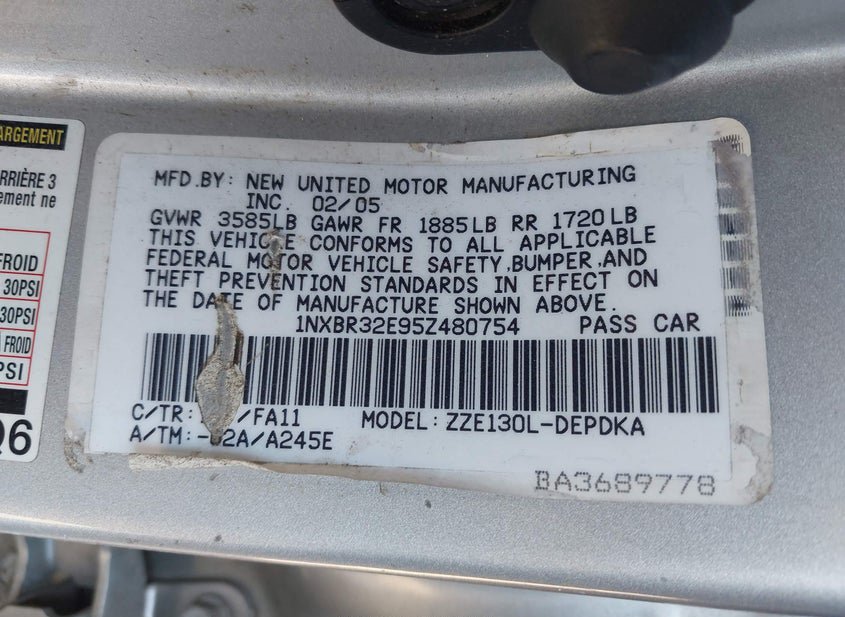 ARGEMENT
RRIÈRE 3
ement ne
FROID
30PSI
30PSI
FROID
PSI
Q6
MFD.BY: NEW UNITED MOTOR MANUFACTURING
INC. 02/05
GVWR 3585LB GAWR FR 1885LB RR 1720LB
THIS VEHICLE CONFORMS TO ALL APPLICABLE
FEDERAL MOTOR VEHICLE SAFETY,BUMPER,AND
THEFT PREVENTION STANDARDS IN EFFECT ON
THE DATE OF MANUFACTURE SHOWN ABOVE.
1NXBR32E95Z480754 PASS CAR
C/TR: /FA11 MODEL: ZZE130L-DEPDKA
A/TM:- 2A/A245E
BA3689778